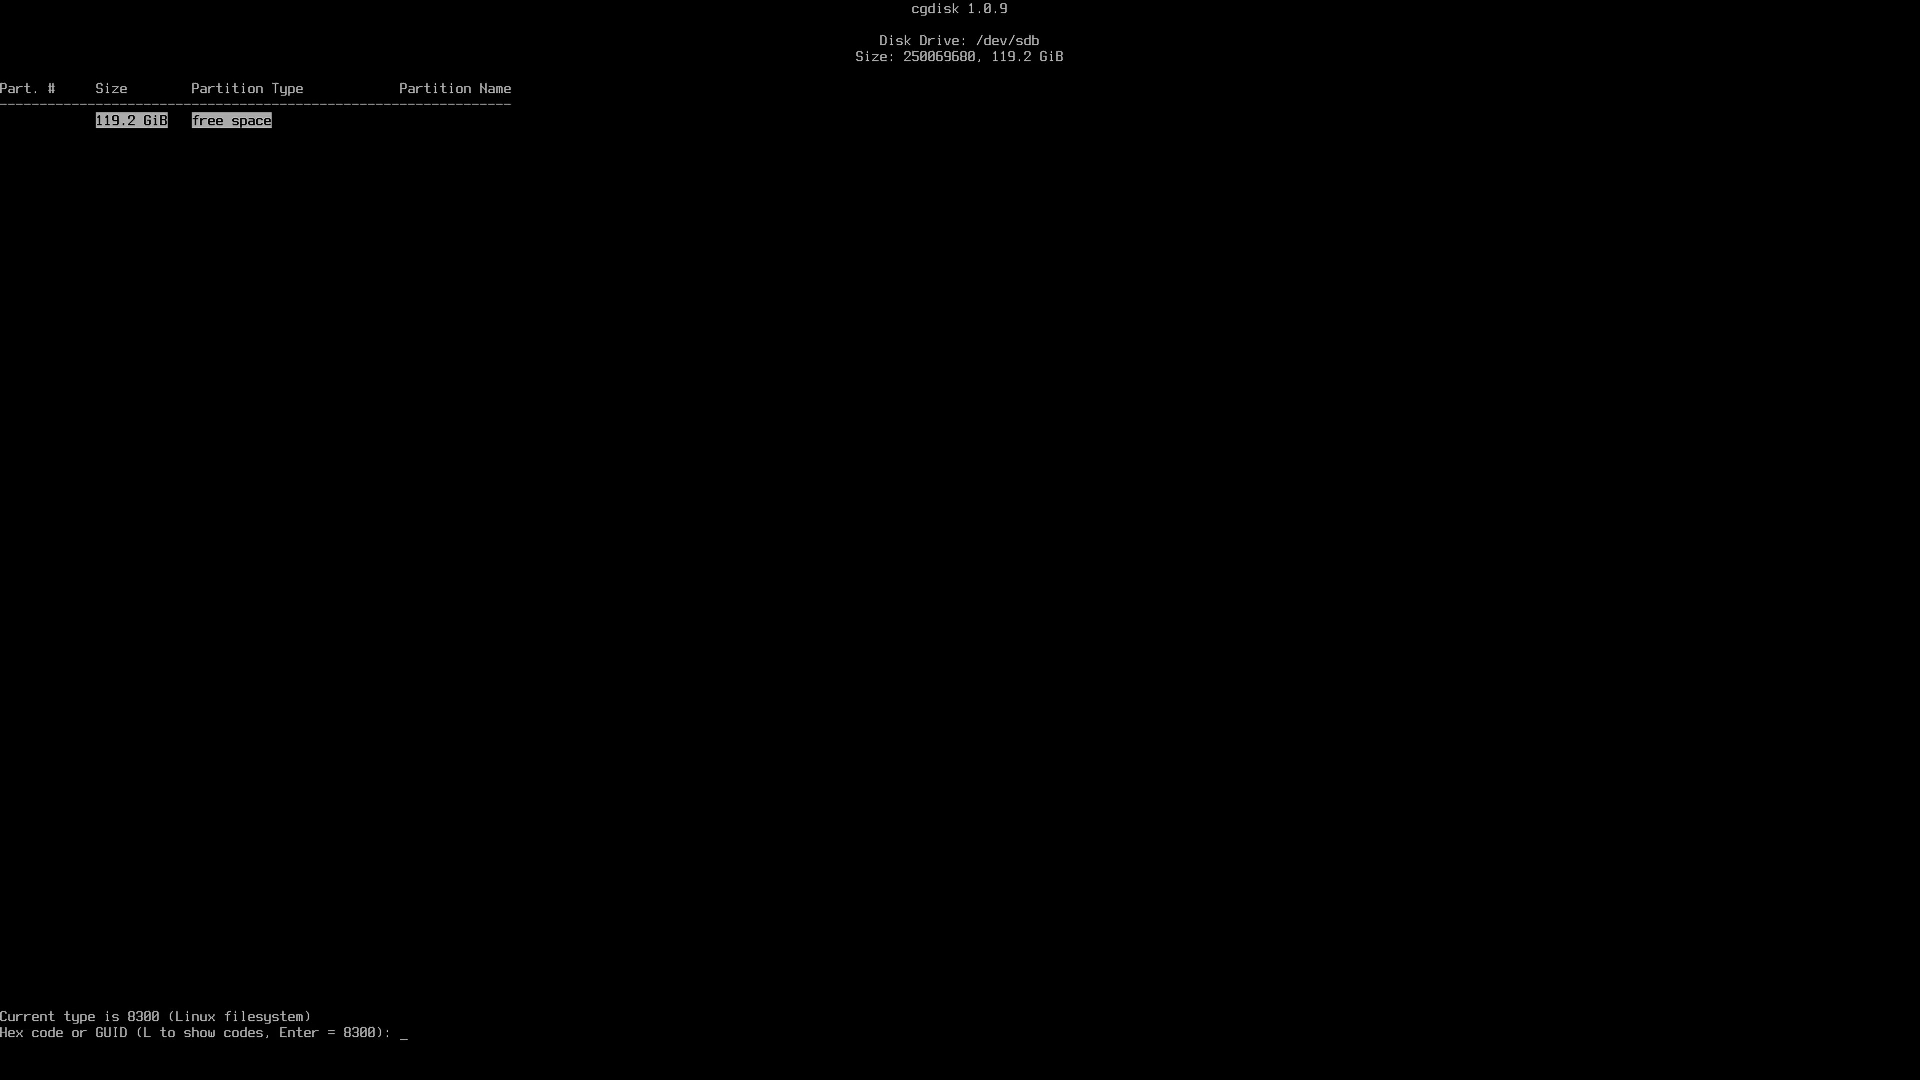 cgdisk 1.0.9
Disk Drive: /dev/sdb
Size: 250069680, 119.2 GiB
Part. #     Size        Partition Type            Partition Name
----------------------------------------------------------------
119.2 GiB   free space
Current type is 8300 (Linux filesystem)
Hex code or GUID (L to show codes, Enter = 8300): _